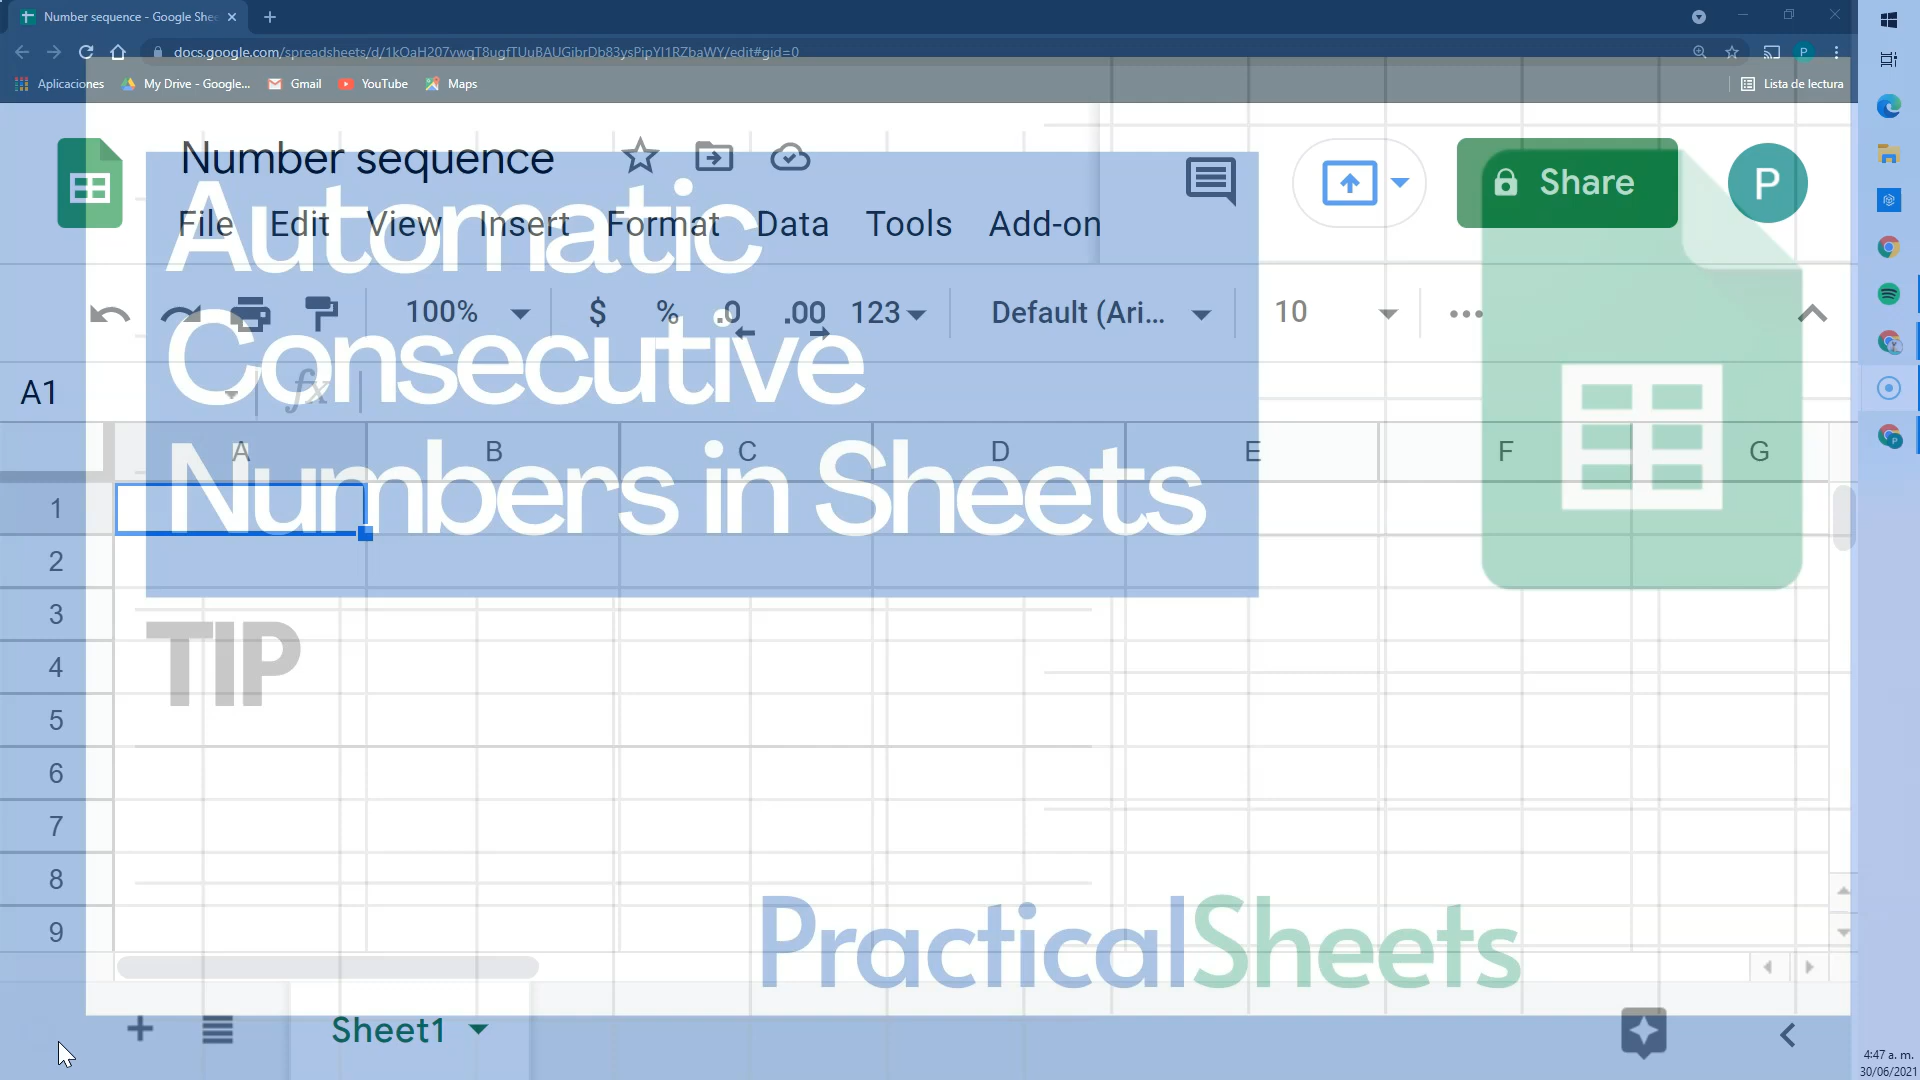 Number sequence - Google She
docs.google.com/spreadsheets/d/1kOaH207vwqT8ugfTUuBAUGibrDb83ysPipYJ1RZbaWY/edit#gid=0
P
Aplicaciones My Drive - Google... Gmail YouTube Maps Lista de lectura
Number sequence
Share P
File Edit View Insert Format Data Tools Add-on
Automatic
100% $ % .0 .00 123 Default (Ari... 10
Consecutive
A1 fx
A B C D E F G
Numbers in Sheets
1
2
3
TIP
4
5
6
7
8
9
PracticalSheets
Sheet1
4:47 a. m.
30/06/2021